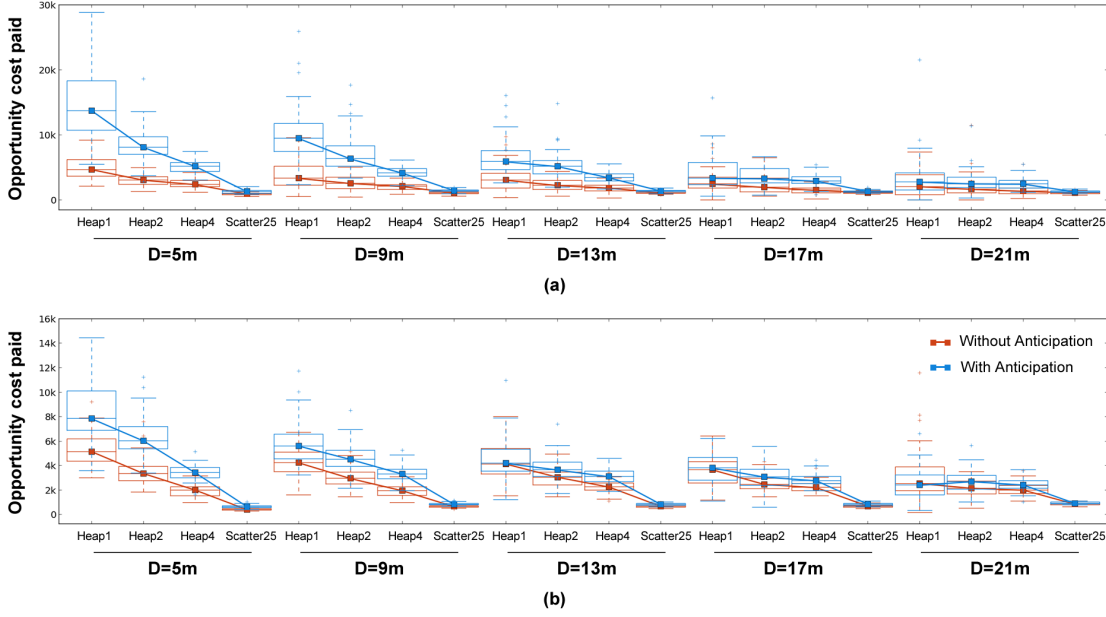 Opportunity cost paid
30k
20k
10k
0
Heap1 Heap2 Heap4 Scatter25 Heap1 Heap2 Heap4 Scatter25 Heap1 Heap2 Heap4 Scatter25 Heap1 Heap2 Heap4 Scatter25 Heap1 Heap2 Heap4 Scatter25
D=5m D=9m D=13m D=17m D=21m
(a)
Opportunity cost paid
16k
14k
12k
10k
8k
6k
4k
2k
0
Without Anticipation
With Anticipation
Heap1 Heap2 Heap4 Scatter25 Heap1 Heap2 Heap4 Scatter25 Heap1 Heap2 Heap4 Scatter25 Heap1 Heap2 Heap4 Scatter25 Heap1 Heap2 Heap4 Scatter25
D=5m D=9m D=13m D=17m D=21m
(b)